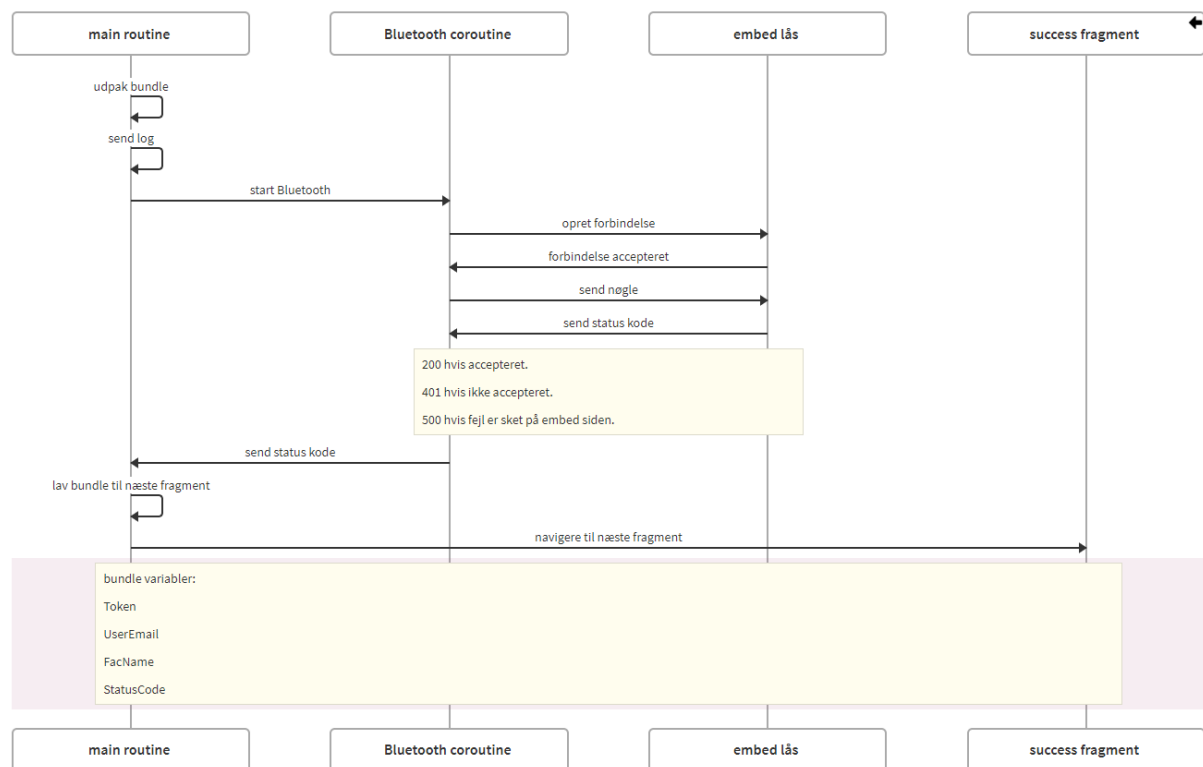 main routine
Bluetooth coroutine
embed lås
success fragment
udpak bundle
send log
start Bluetooth
opret forbindelse
forbindelse accepteret
send nøgle
send status kode
200 hvis accepteret.
401 hvis ikke accepteret.
500 hvis fejl er sket på embed siden.
send status kode
lav bundle til næste fragment
navigere til næste fragment
bundle variabler:
Token
UserEmail
FacName
StatusCode
main routine
Bluetooth coroutine
embed lås
success fragment